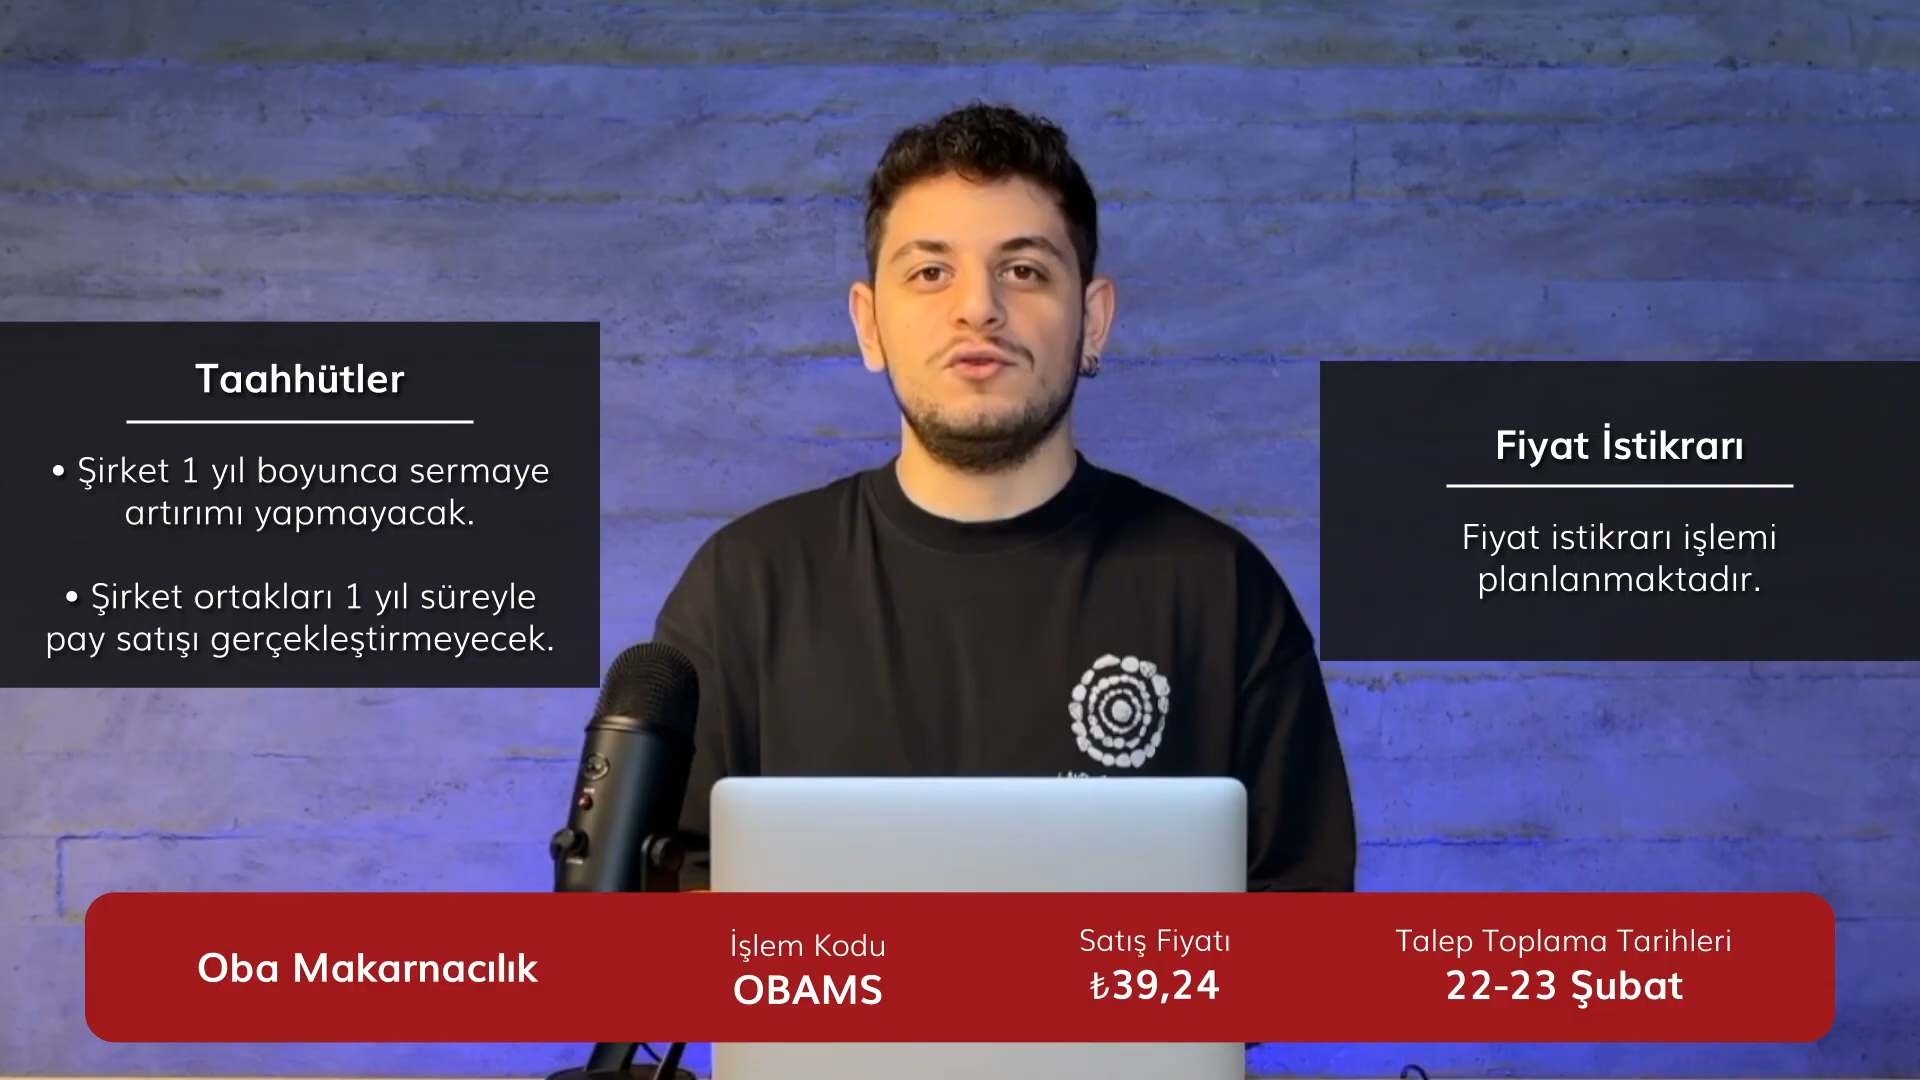 Taahhütler
• Şirket 1 yıl boyunca sermaye
artırımı yapmayacak.
• Şirket ortakları 1 yıl süreyle
pay satışı gerçekleştirmeyecek.
Fiyat İstikrarı
Fiyat istikrarı işlemi
planlanmaktadır.
Oba Makarnacılık
İşlem Kodu
OBAMS
Satış Fiyatı
₺39,24
Talep Toplama Tarihleri
22-23 Şubat